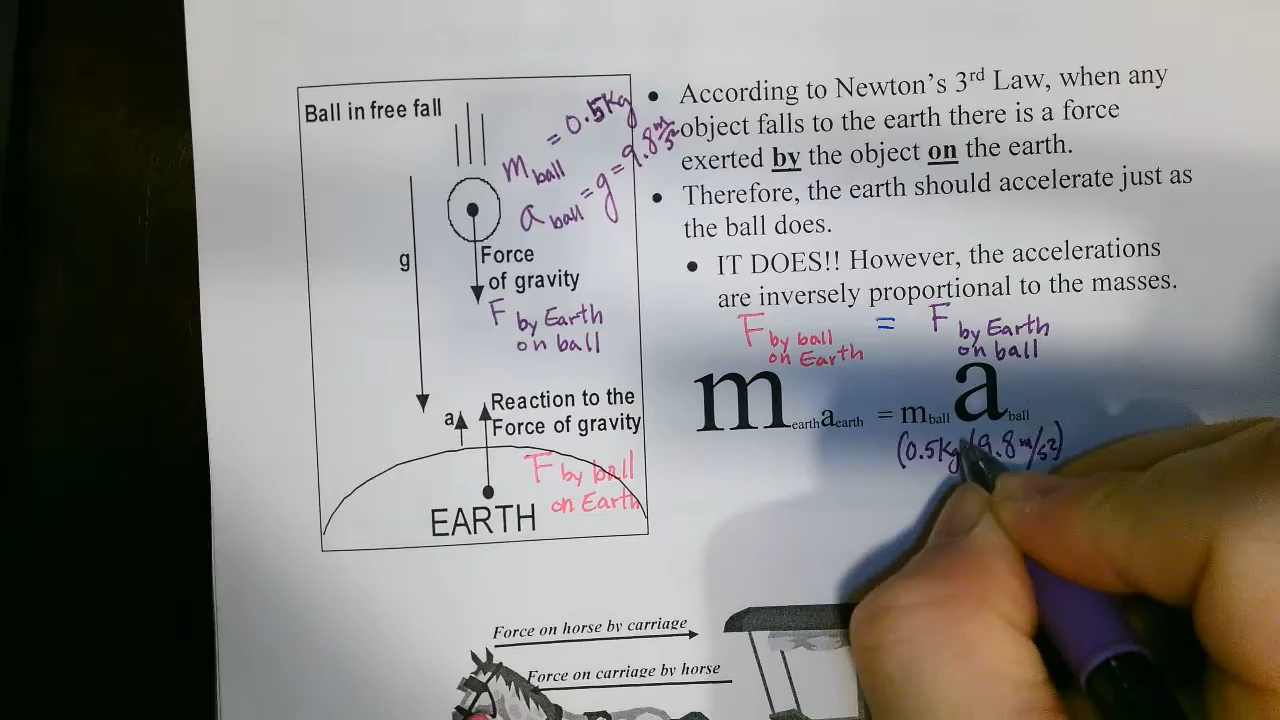 Ball in free fall
m ball = 0.5Kg
a ball = g = 9.8 m/s²
g
Force
of gravity
F by Earth
on ball
a
Reaction to the
Force of gravity
F by ball
on Earth
EARTH
• According to Newton's 3rd Law, when any
object falls to the earth there is a force
exerted by the object on the earth.
• Therefore, the earth should accelerate just as
the ball does.
• IT DOES!! However, the accelerations
are inversely proportional to the masses.
F by ball on Earth = F by Earth on ball
m earth a earth = m ball a ball
(0.5Kg)(9.8 m/s²)
Force on horse by carriage
Force on carriage by horse